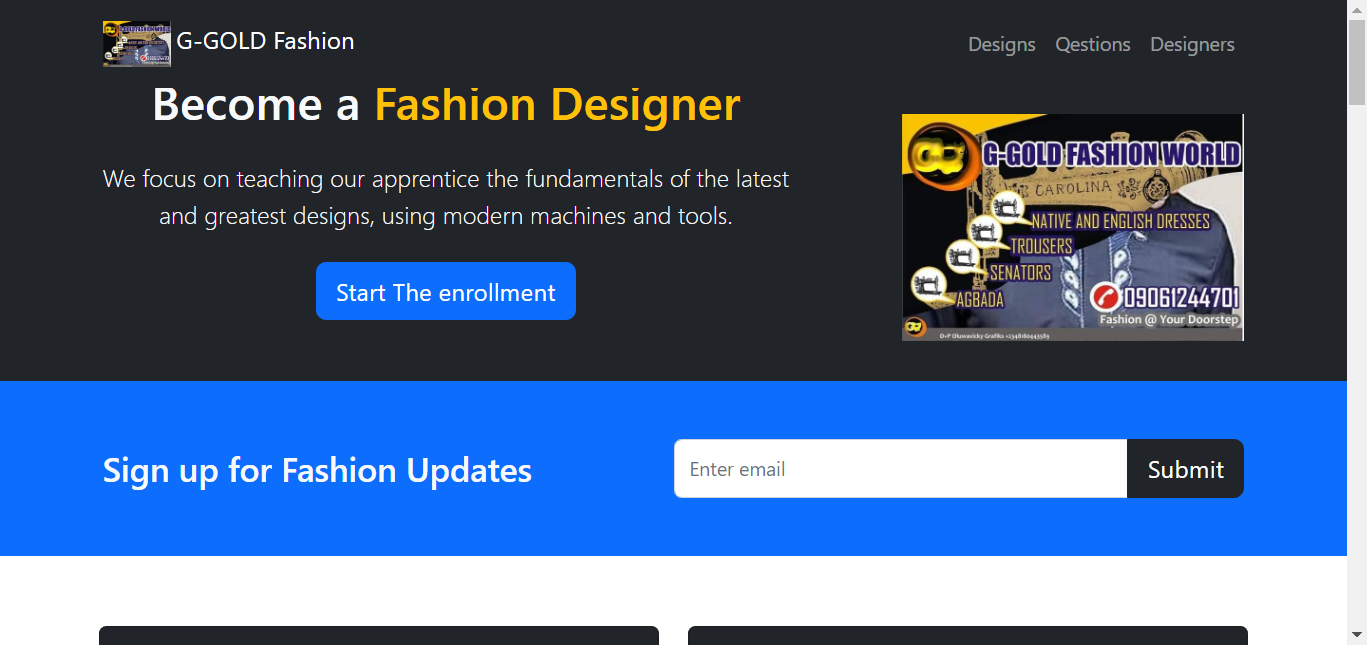 G-GOLD Fashion
Designs Qestions Designers
Become a Fashion Designer
We focus on teaching our apprentice the fundamentals of the latest
and greatest designs, using modern machines and tools.
Start The enrollment
G-GOLD FASHION WORLD
CAROLINA
NATIVE AND ENGLISH DRESSES
TROUSERS
SENATORS
AGBADA
09061244701
Fashion @ Your Doorstep
D+P Oluwavicky Grafiks +2348180443589
Sign up for Fashion Updates
Enter email
Submit